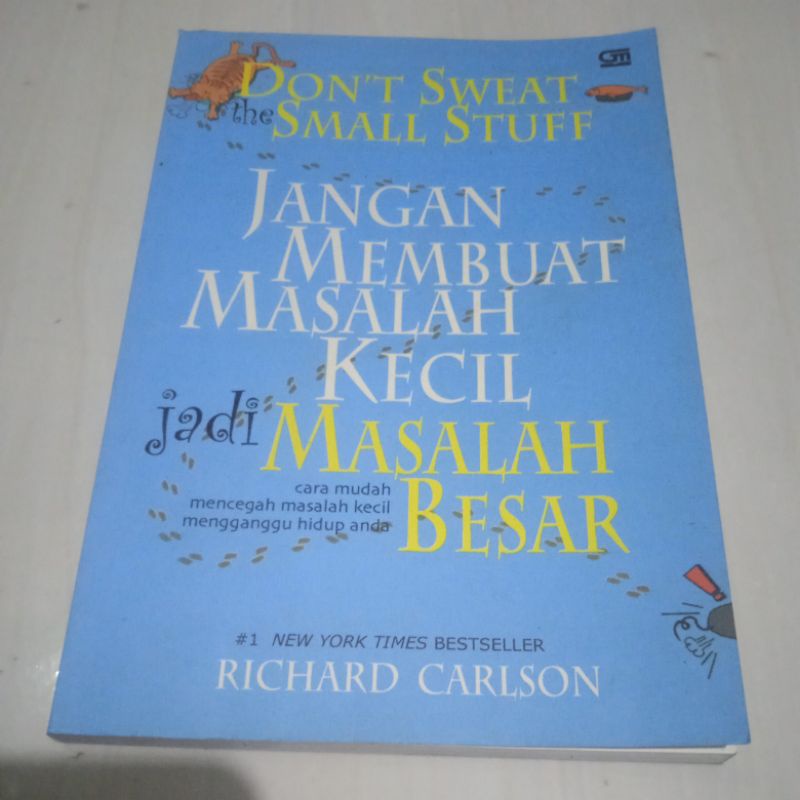 DON'T SWEAT
the SMALL STUFF
JANGAN
MEMBUAT
MASALAH
KECIL
jadi MASALAH
BESAR
cara mudah
mencegah masalah kecil
mengganggu hidup anda
#1 NEW YORK TIMES BESTSELLER
RICHARD CARLSON